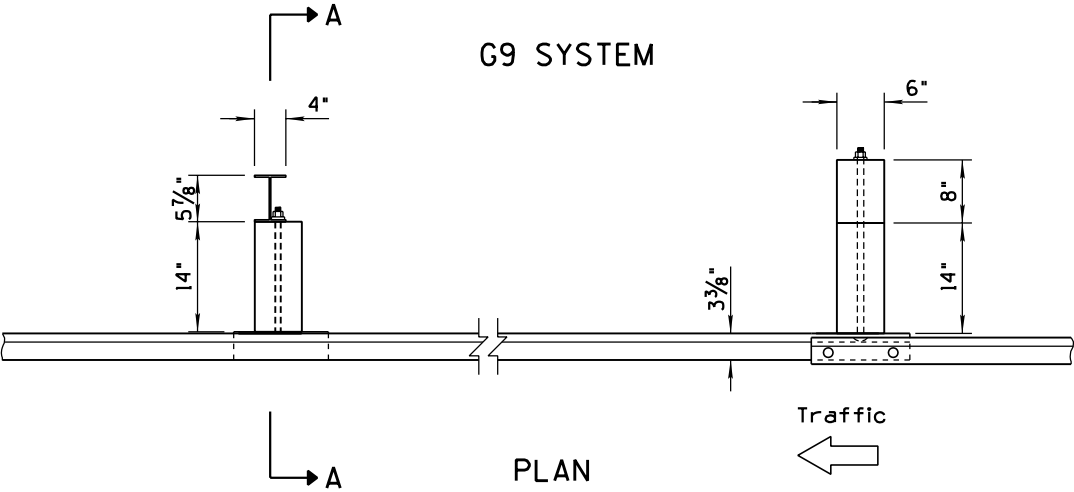 A
G9 SYSTEM
4"
6"
5⅞"
8"
14"
14"
3⅜"
Traffic
A
PLAN